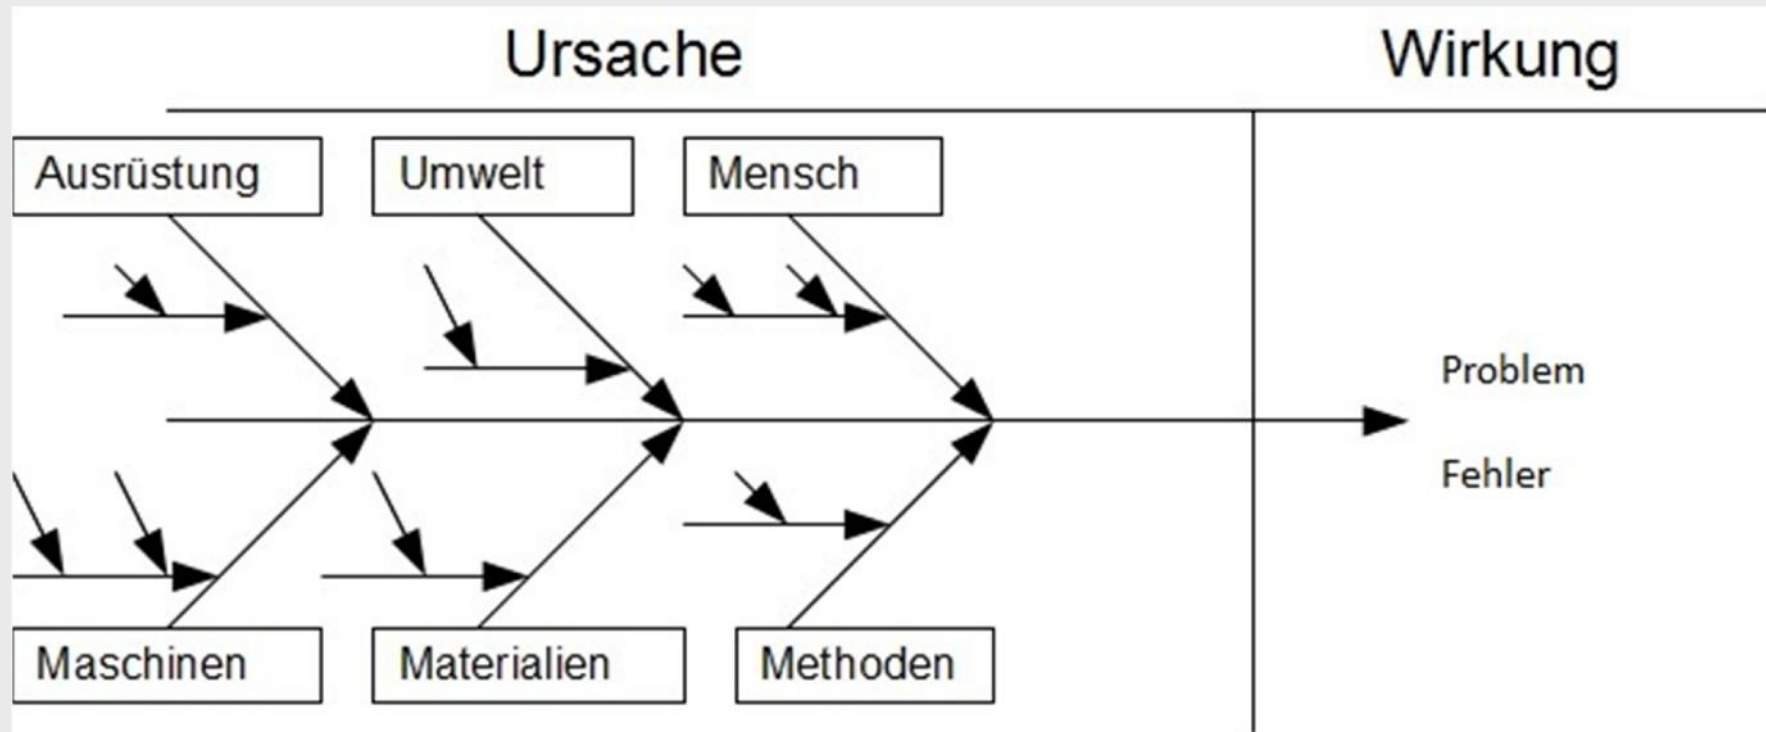 Ursache
Wirkung
Ausrüstung
Umwelt
Mensch
Problem
Fehler
Maschinen
Materialien
Methoden